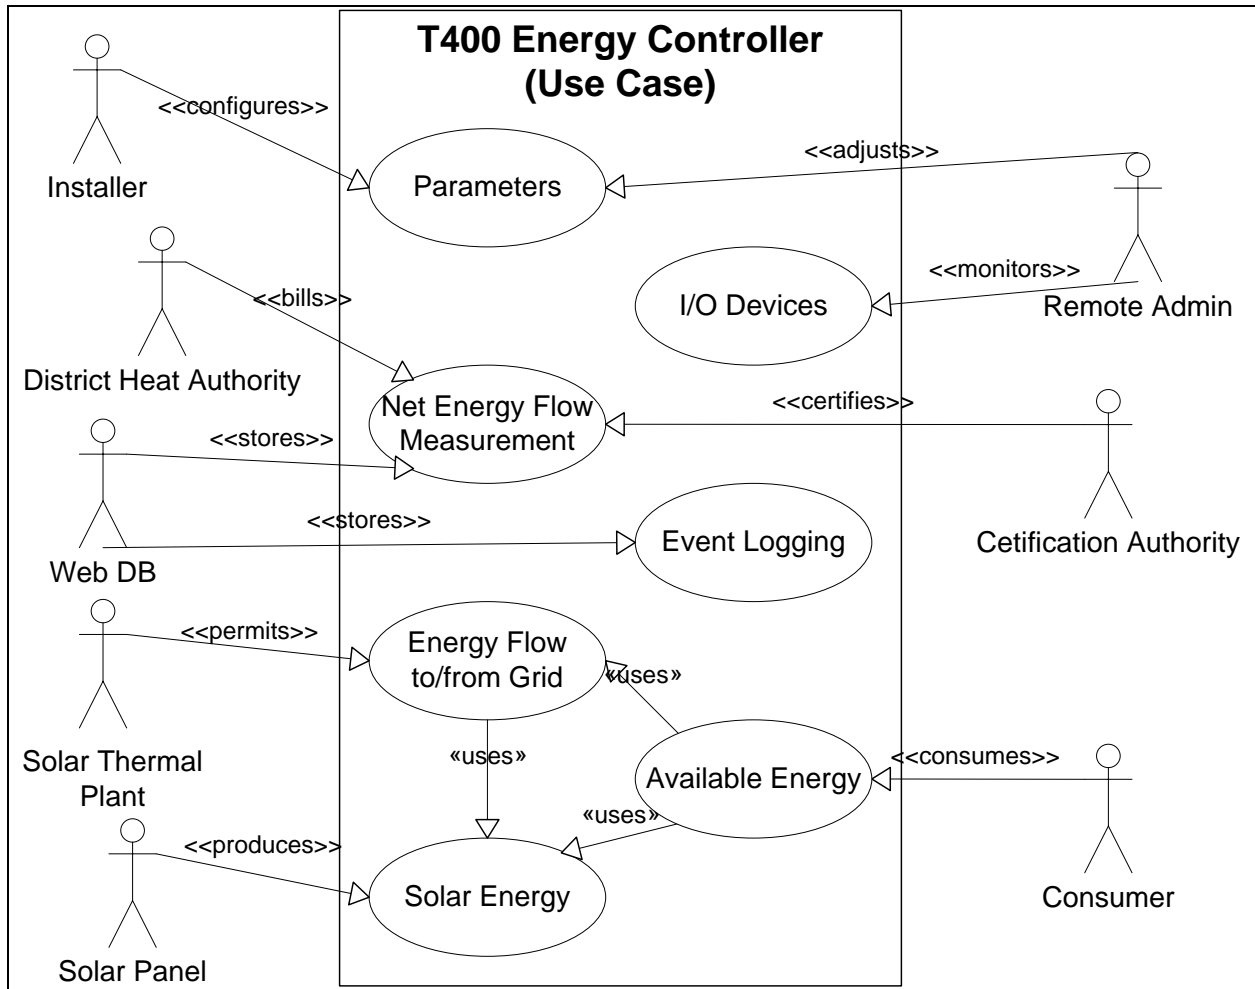 T400 Energy Controller
(Use Case)
<<configures>>
Installer
Parameters
<<adjusts>>
<<monitors>>
I/O Devices
Remote Admin
<<bills>>
District Heat Authority
Net Energy Flow
Measurement
<<certifies>>
<<stores>>
<<stores>>
Event Logging
Cetification Authority
Web DB
<<permits>>
Energy Flow
to/from Grid
«uses»
«uses»
Solar Thermal
Plant
Available Energy
<<consumes>>
«uses»
<<produces>>
Solar Energy
Consumer
Solar Panel